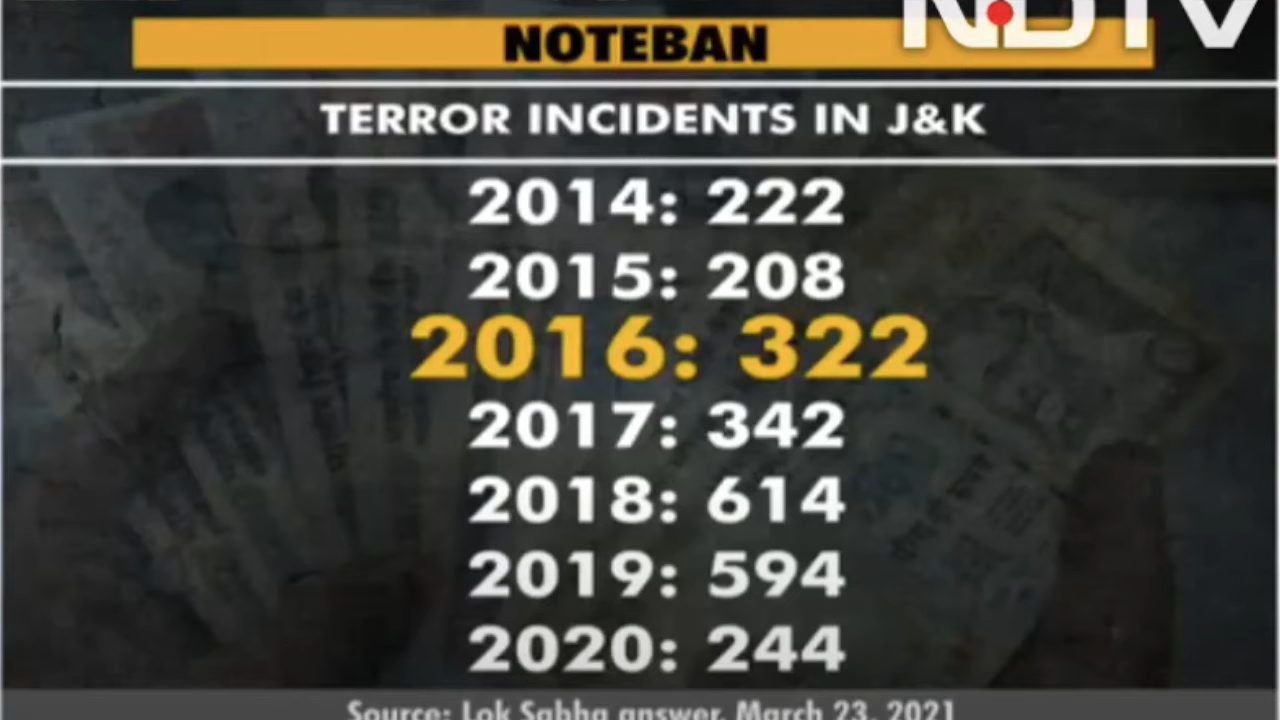 NDTV
NOTEBAN
TERROR INCIDENTS IN J&K
2014: 222
2015: 208
2016: 322
2017: 342
2018: 614
2019: 594
2020: 244
Source: Lok Sabha answer, March 23, 2021